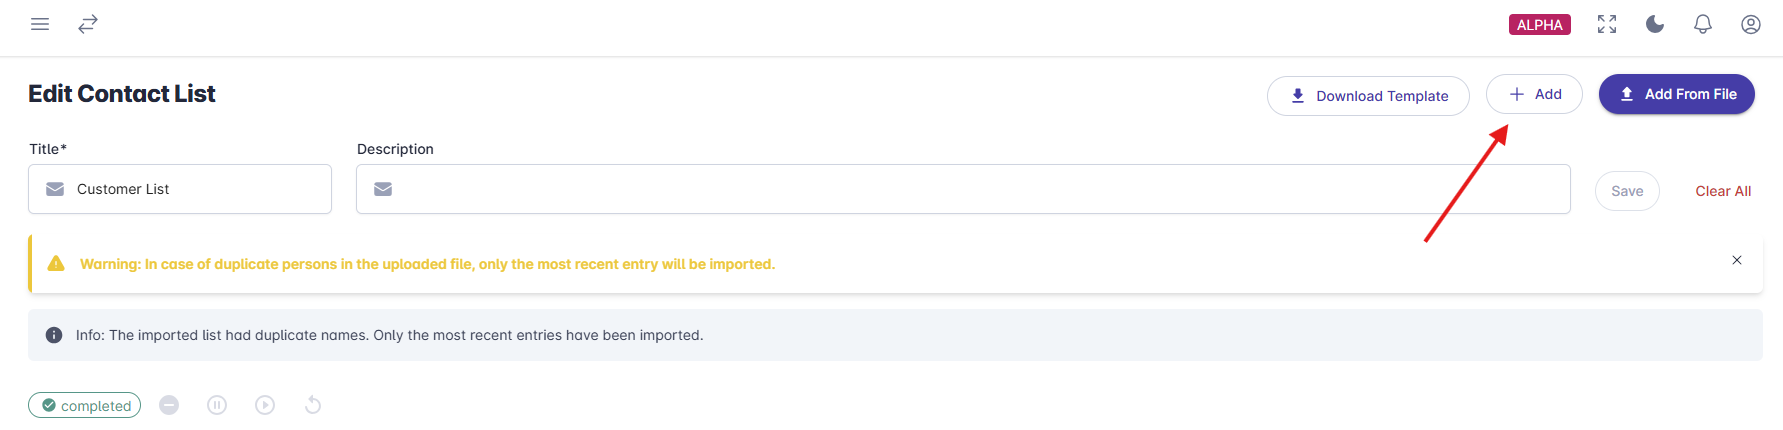 ALPHA
Edit Contact List
Download Template
Add
Add From File
Title*
Description
Customer List
Save
Clear All
Warning: In case of duplicate persons in the uploaded file, only the most recent entry will be imported.
Info: The imported list had duplicate names. Only the most recent entries have been imported.
completed